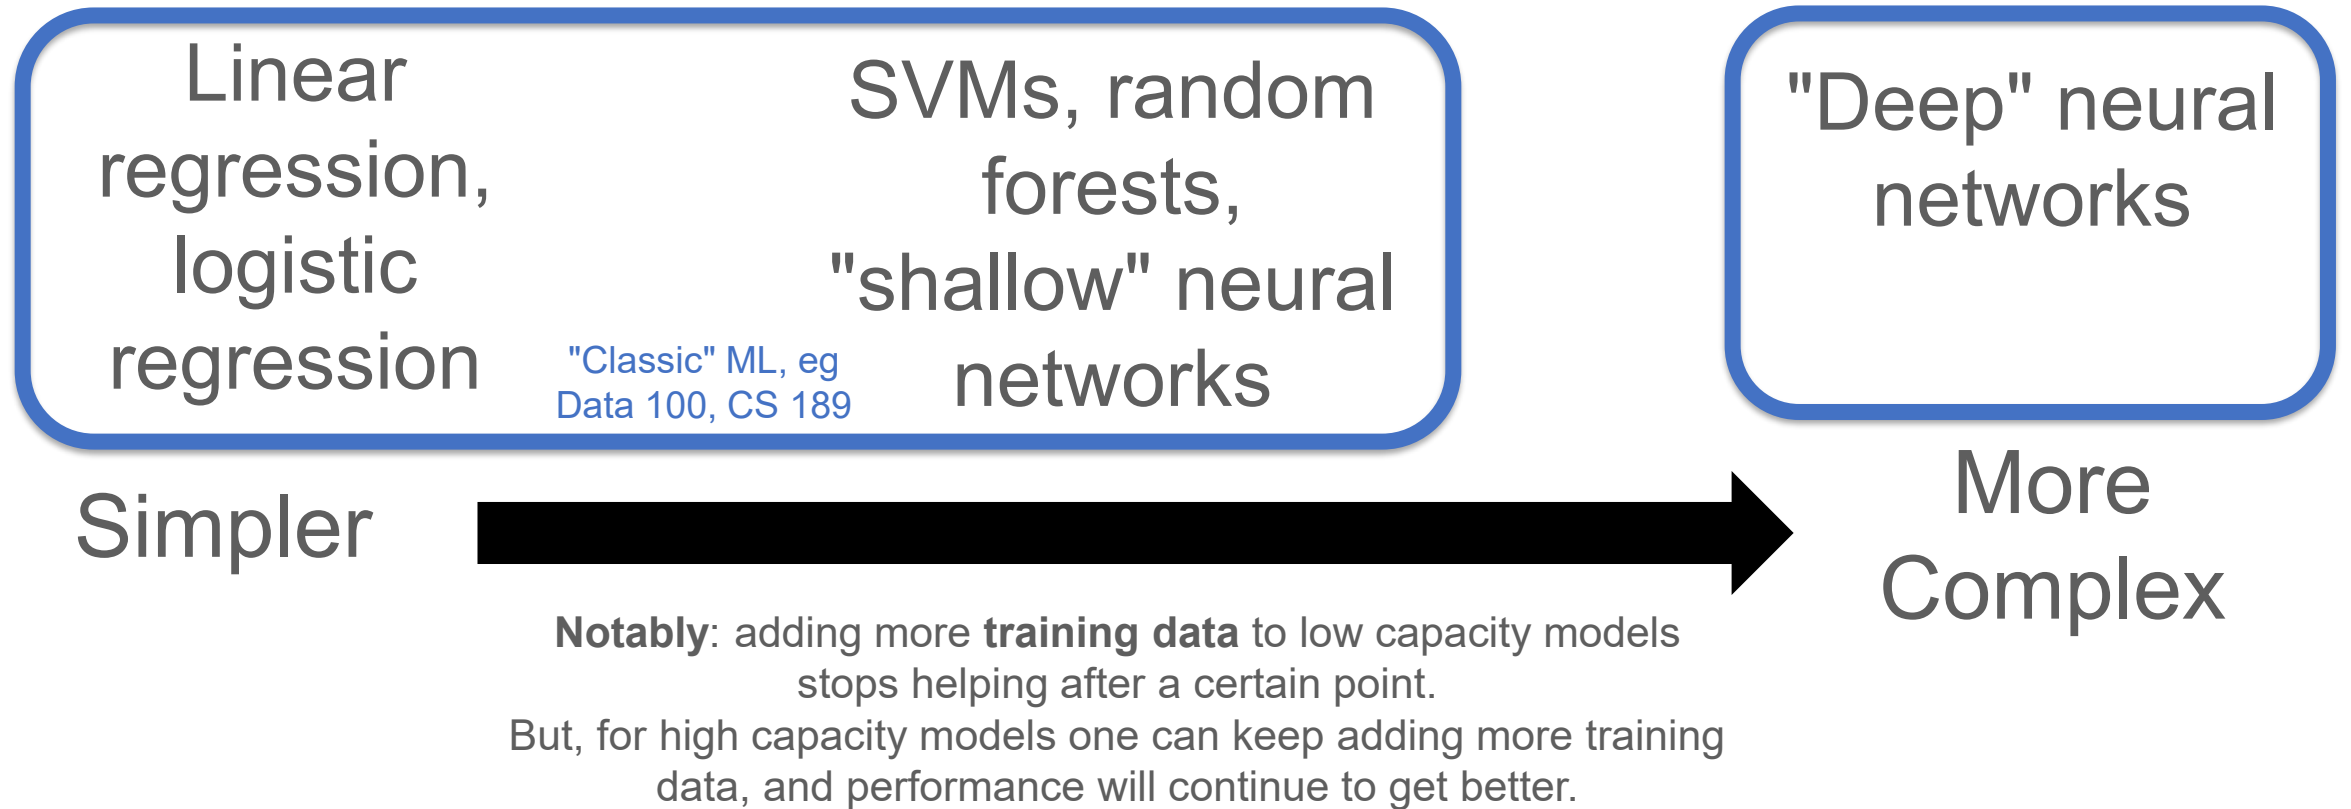 Linear
regression,
logistic
regression
"Classic" ML, eg
Data 100, CS 189
SVMs, random
forests,
"shallow" neural
networks
"Deep" neural
networks
Simpler
More
Complex
Notably: adding more training data to low capacity models
stops helping after a certain point.
But, for high capacity models one can keep adding more training
data, and performance will continue to get better.